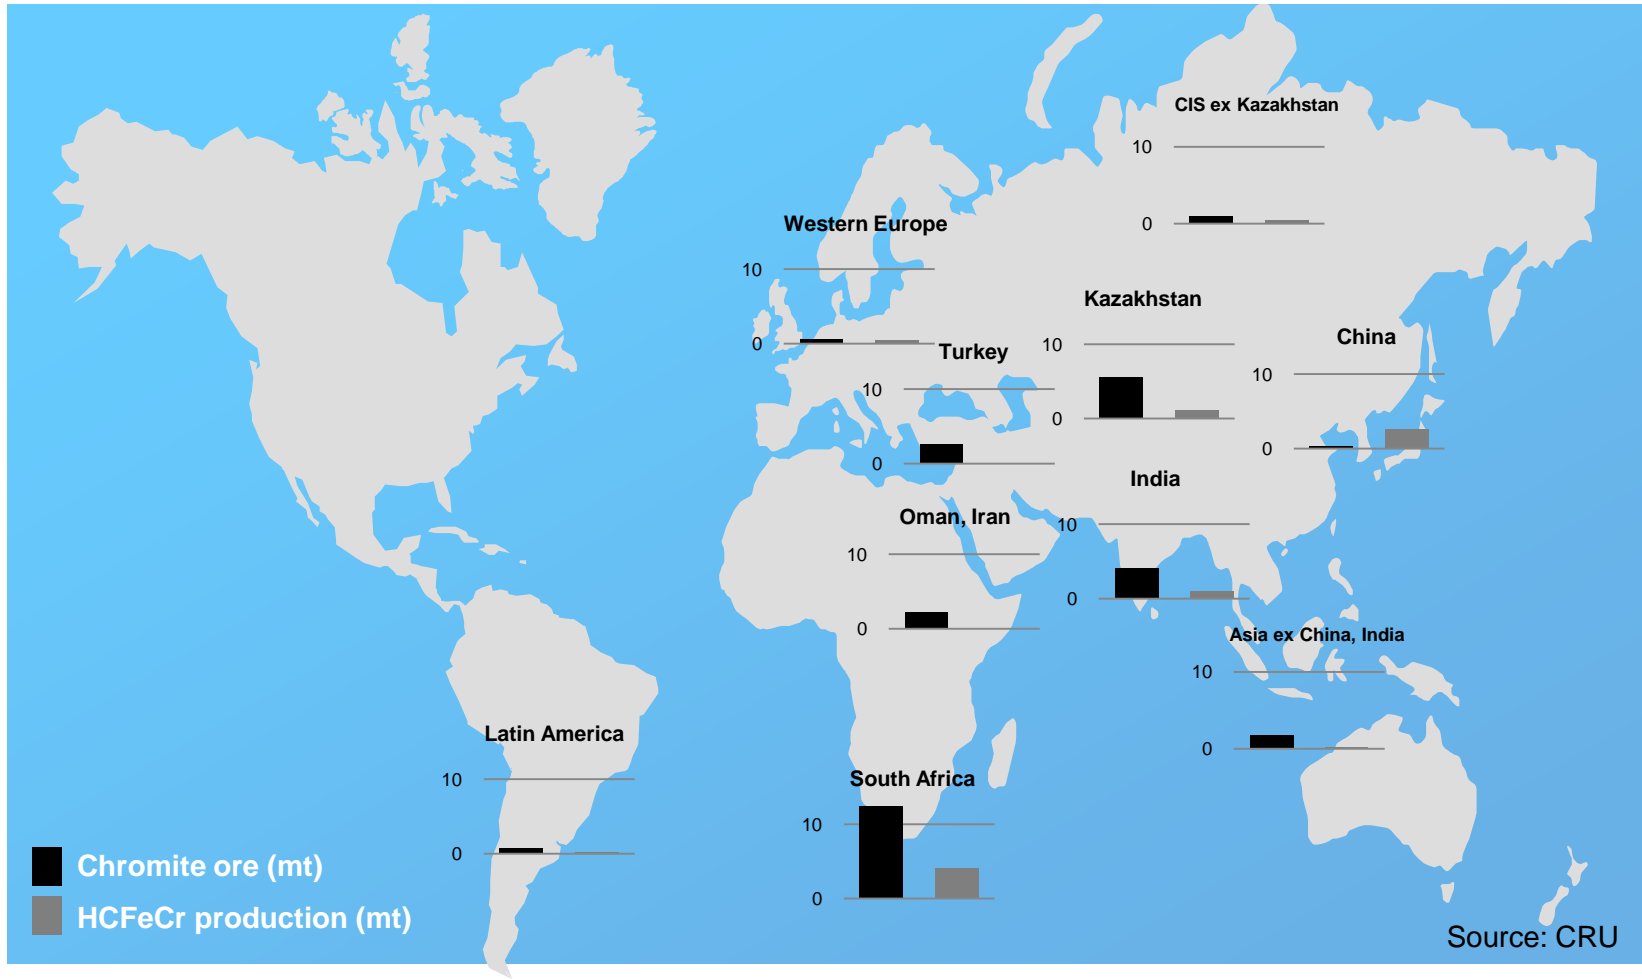 CIS ex Kazakhstan
10
0
Western Europe
10
0
Kazakhstan
10
0
China
10
0
Turkey
10
0
India
10
0
Oman, Iran
10
0
Asia ex China, India
10
0
Latin America
10
0
South Africa
10
0
Chromite ore (mt)
HCFeCr production (mt)
Source: CRU